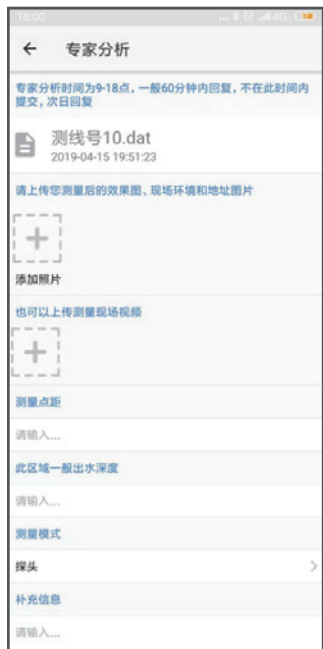 18:00
... 4G
专家分析
专家分析时间为9-18点，一般60分钟内回复，不在此时间内
提交，次日回复
测线号10.dat
2019-04-15 19:51:23
请上传您测量后的效果图、现场环境和地址图片
添加照片
也可以上传测量现场视频
测量点距
请输入...
此区域一般出水深度
请输入...
测量模式
探头
补充信息
请输入...